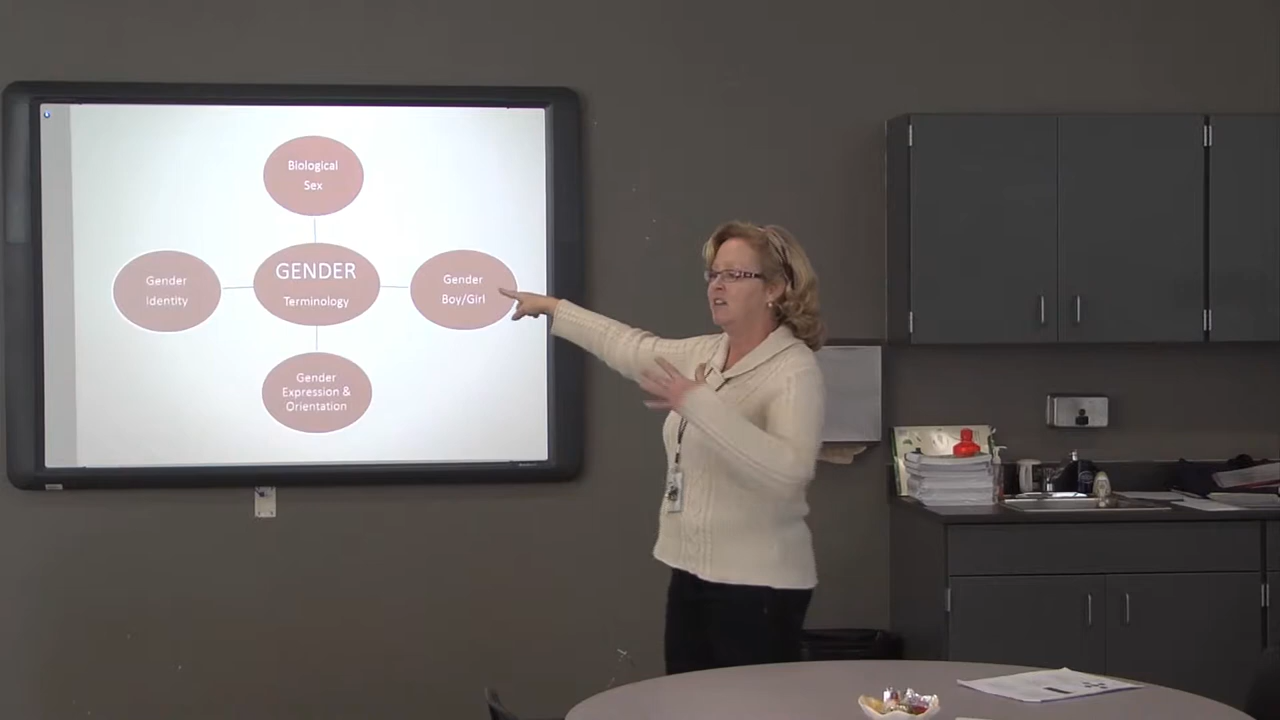 Biological
Sex
Gender
Identity
GENDER
Terminology
Gender
Boy/Girl
Gender
Expression &
Orientation